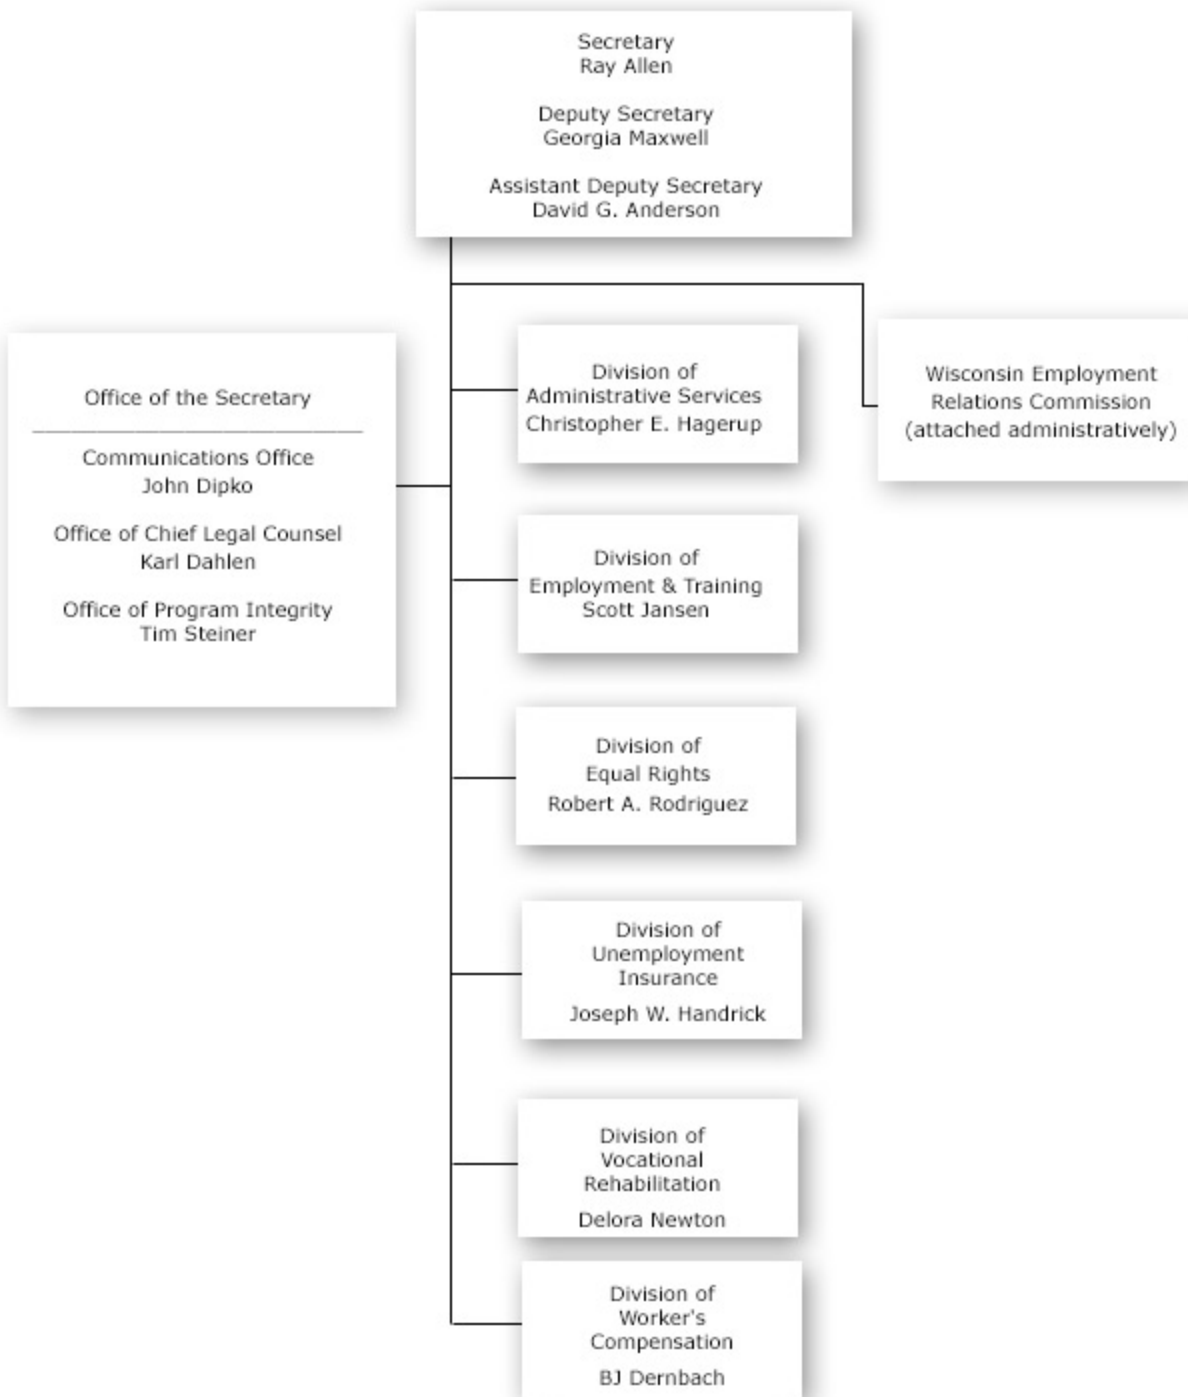 Secretary
Ray Allen
Deputy Secretary
Georgia Maxwell
Assistant Deputy Secretary
David G. Anderson
Office of the Secretary
Communications Office
John Dipko
Office of Chief Legal Counsel
Karl Dahlen
Office of Program Integrity
Tim Steiner
Division of
Administrative Services
Christopher E. Hagerup
Wisconsin Employment
Relations Commission
(attached administratively)
Division of
Employment & Training
Scott Jansen
Division of
Equal Rights
Robert A. Rodriguez
Division of
Unemployment
Insurance
Joseph W. Handrick
Division of
Vocational
Rehabilitation
Delora Newton
Division of
Worker's
Compensation
BJ Dernbach